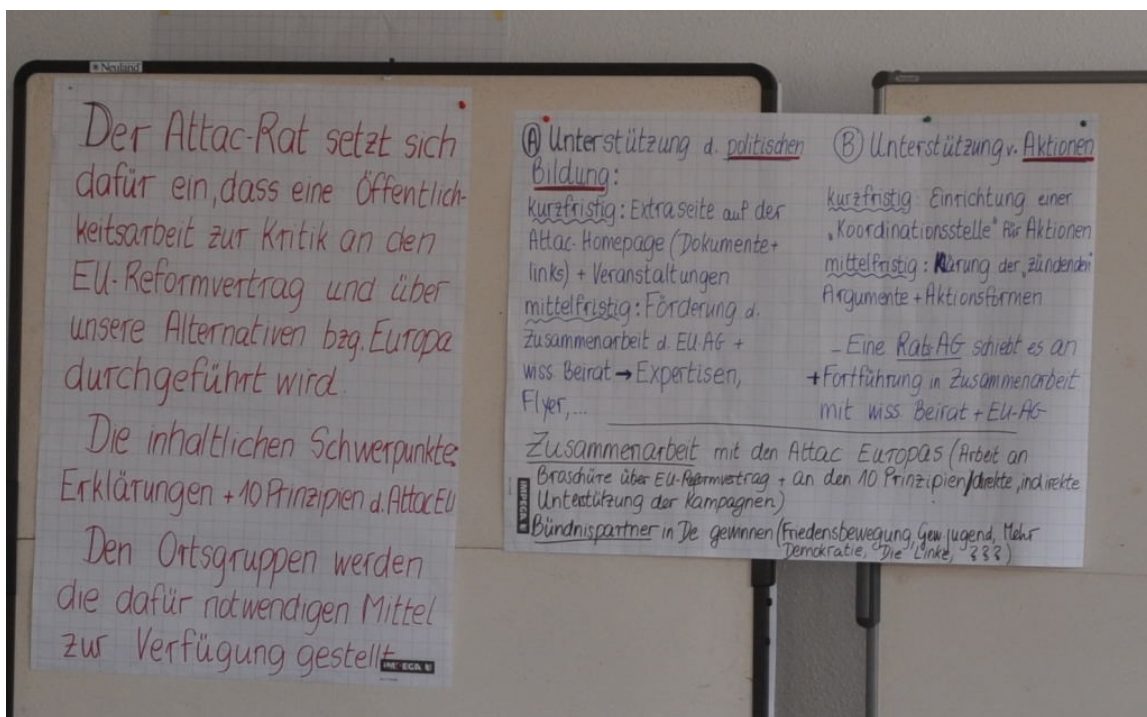 Neuland
Der Attac-Rat setzt sich
dafür ein, dass eine Öffentlich-
keitsarbeit zur Kritik an den
EU-Reformvertrag und über
unsere Alternativen bzg. Europa
durchgeführt wird.
Die inhaltlichen Schwerpunkte:
Erklärungen + 10 Prinzipien d. Attac EU
Den Ortsgruppen werden
die dafür notwendigen Mittel
zur Verfügung gestellt
IMPEGA
(A) Unterstützung d. politischen
Bildung:
kurzfristig: Extraseite auf der
Attac-Homepage (Dokumente +
links) + Veranstaltungen
mittelfristig: Förderung d.
Zusammenarbeit d. EU-AG +
wiss Beirat → Expertisen,
Flyer,...
(B) Unterstützung v. Aktionen
kurzfristig: Einrichtung einer
„Koordinationsstelle" für Aktionen
mittelfristig: Klärung der „zündenden"
Argumente + Aktionsformen
- Eine Rats-AG schiebt es an
+ Fortführung in Zusammenarbeit
mit wiss Beirat + EU-AG
Zusammenarbeit mit den Attac Europas (Arbeit an
Broschüre über EU-Reformvertrag + an den 10 Prinzipien/direkte, indirekte
Unterstützung der Kampagnen)
Bündnispartner in De gewinnen (Friedensbewegung, Gew.jugend, Mehr
Demokratie, Die Linke, ???)
IMPEGA